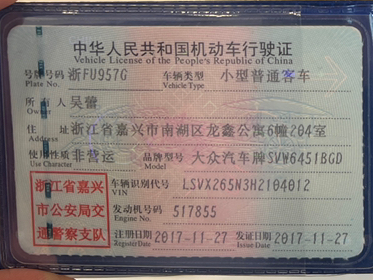 中华人民共和国机动车行驶证
Vehicle License of the People's Republic of China
号牌号码 浙FU957G 车辆类型 小型普通客车
Plate No. Vehicle Type
所有人 吴蕾
Owner
住址 浙江省嘉兴市南湖区龙鑫公寓6幢204室
Address
使用性质 非营运 品牌型号 大众汽车牌SVW6451BGD
Use Character Model
浙江省嘉兴 车辆识别代号 LSVX265N3H2104012
VIN
市公安局交 发动机号码 517855
Engine No.
通警察支队 注册日期 2017-11-27 发证日期 2017-11-27
Register Date Issue Date